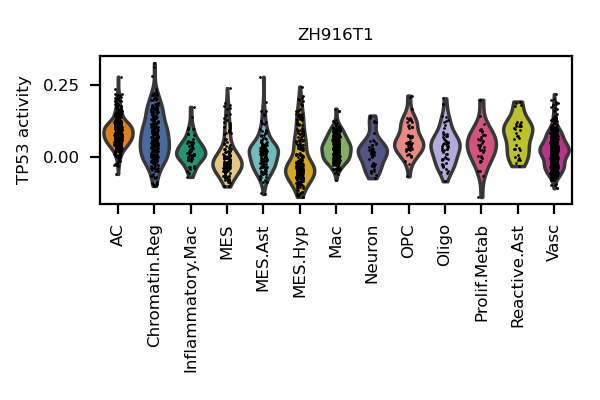 ZH916T1
TP53 activity
0.25
0.00
AC
Chromatin.Reg
Inflammatory.Mac
MES
MES.Ast
MES.Hyp
Mac
Neuron
OPC
Oligo
Prolif.Metab
Reactive.Ast
Vasc